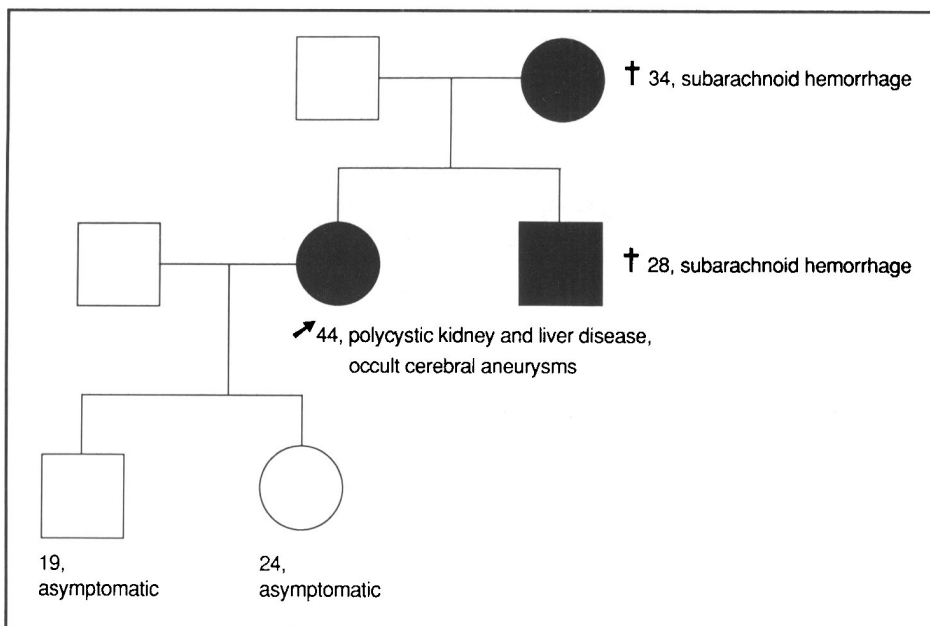 † 34, subarachnoid hemorrhage
† 28, subarachnoid hemorrhage
44, polycystic kidney and liver disease,
occult cerebral aneurysms
19,
asymptomatic
24,
asymptomatic